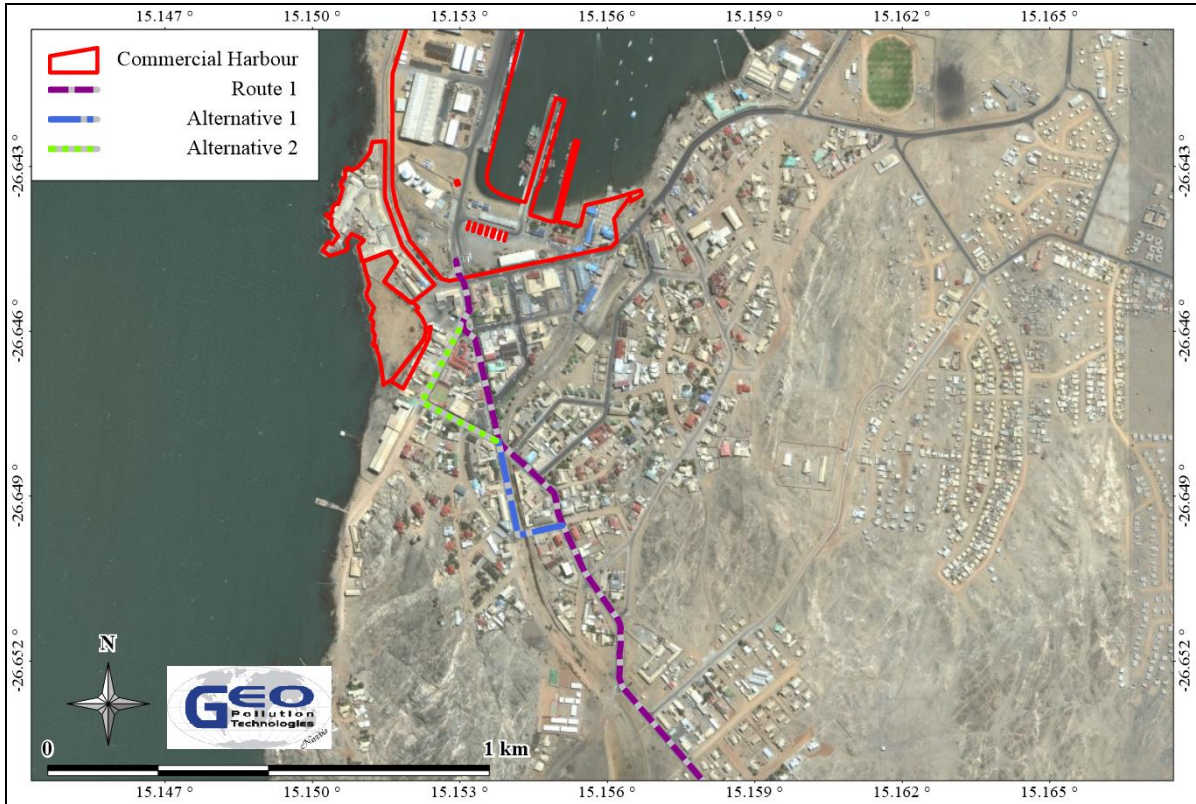 15.147 ° 15.150 ° 15.153 ° 15.156 ° 15.159 ° 15.162 ° 15.165 °
Commercial Harbour
Route 1
Alternative 1
Alternative 2
-26.643 ° -26.643 °
-26.646 ° -26.646 °
-26.649 ° -26.649 °
-26.652 ° -26.652 °
N
GEO
Pollution
Technologies
Namibia
0 1 km
15.147 ° 15.150 ° 15.153 ° 15.156 ° 15.159 ° 15.162 ° 15.165 °